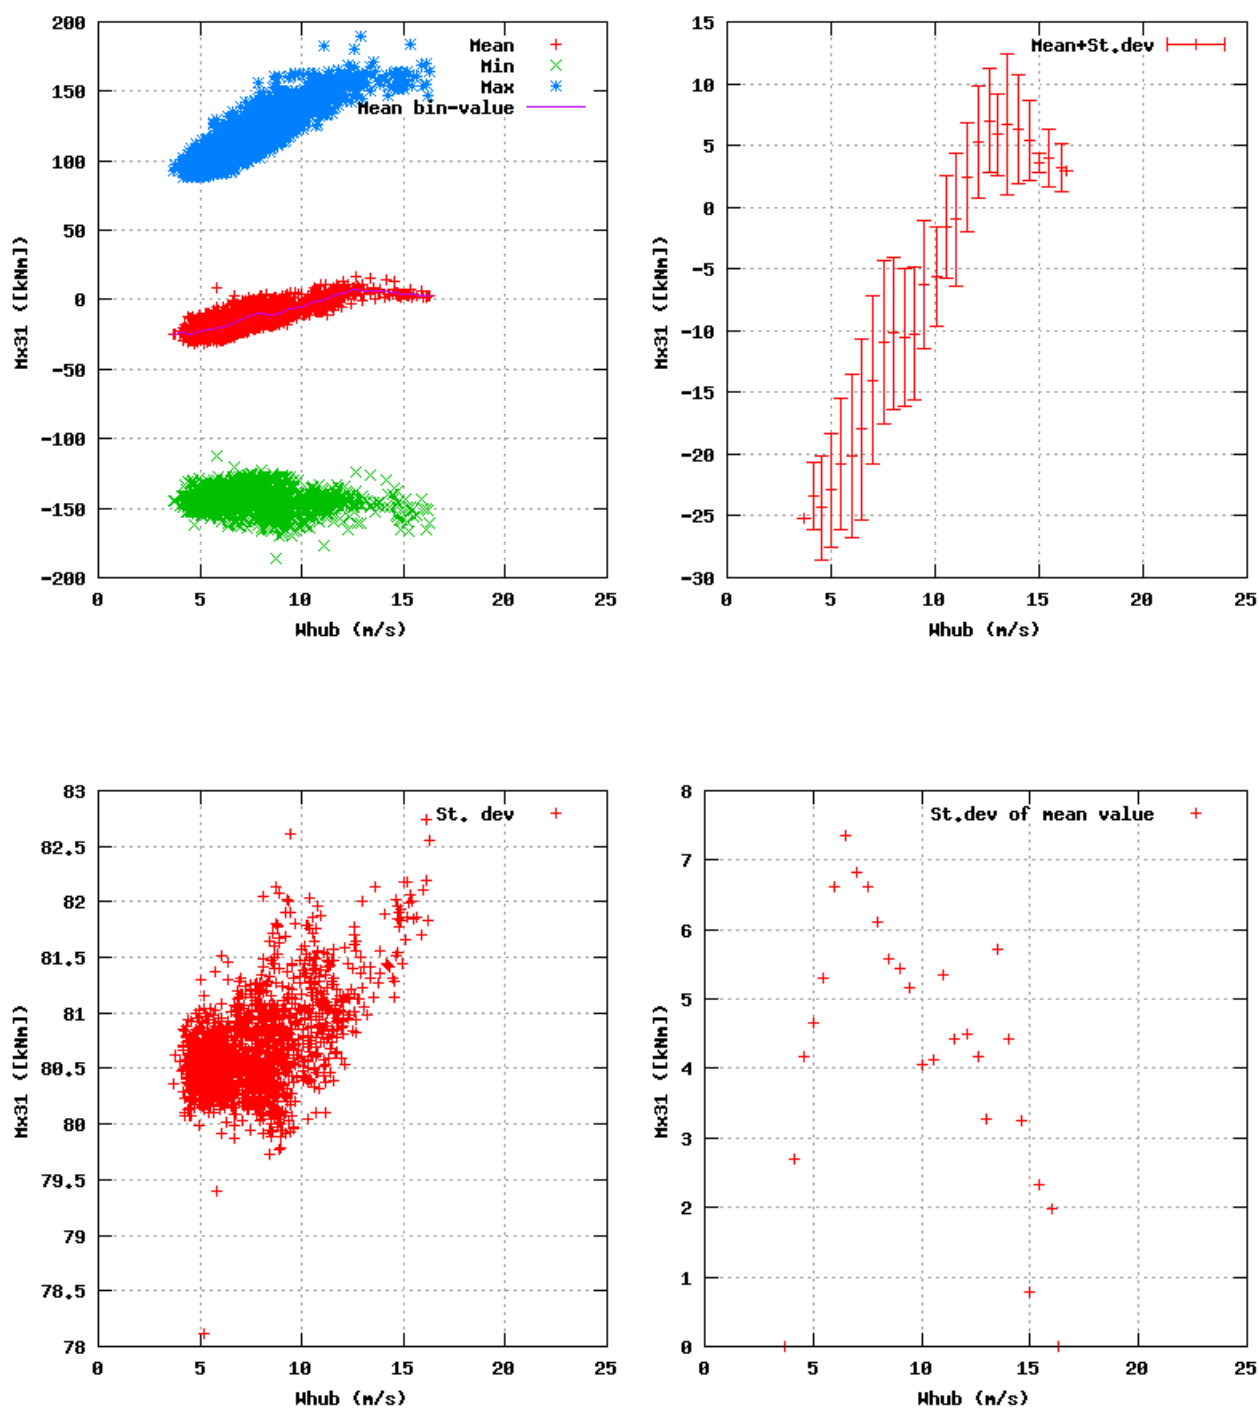 200
150
100
50
0
-50
-100
-150
-200
0 5 10 15 20 25
Mx31 ([kNm])
Whub (m/s)
Mean
Min
Max
Mean bin-value
15
10
5
0
-5
-10
-15
-20
-25
-30
0 5 10 15 20 25
Mx31 ([kNm])
Whub (m/s)
Mean+St.dev
83
82.5
82
81.5
81
80.5
80
79.5
79
78.5
78
0 5 10 15 20 25
Mx31 ([kNm])
Whub (m/s)
St. dev
8
7
6
5
4
3
2
1
0
0 5 10 15 20 25
Mx31 ([kNm])
Whub (m/s)
St.dev of mean value